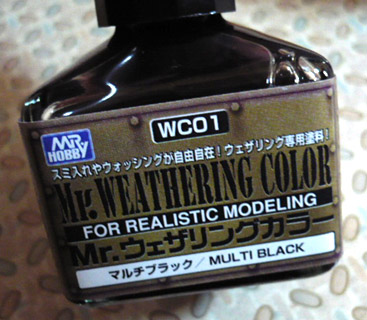 WC01
MR HOBBY
スミ入れやウォッシングが自由自在!ウェザリング専用塗料!
Mr. WEATHERING COLOR
FOR REALISTIC MODELING
Mr.ウェザリングカラー
マルチブラック/MULTI BLACK